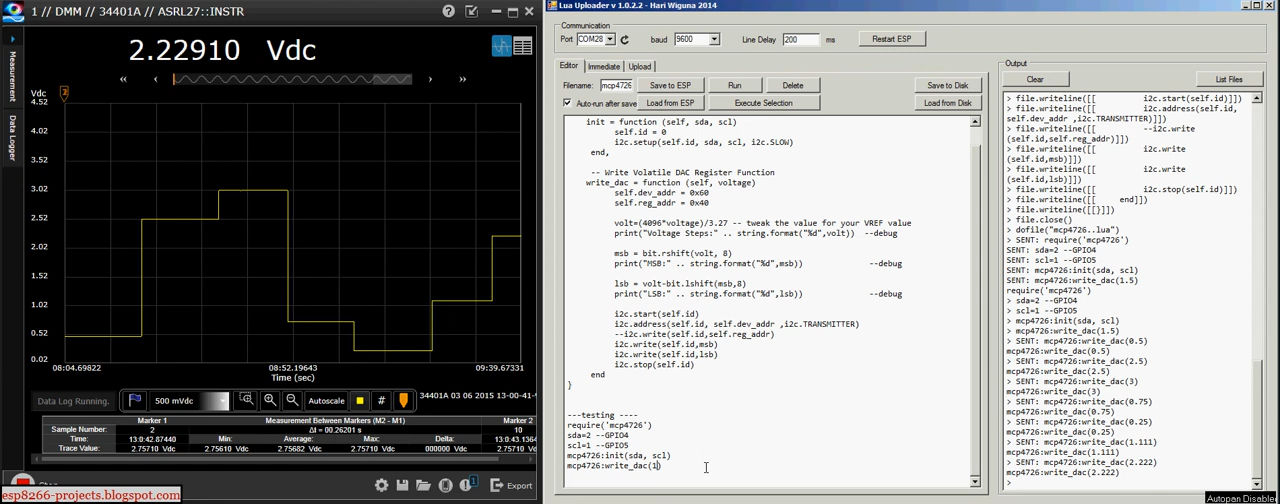 1 // DMM // 34401A // ASRL27::INSTR
2.22910 Vdc
Measurement
Data Logger
Vdc
4.52
4.02
3.52
3.02
2.52
2.02
1.52
1.02
0.52
0.02
08:04.69822
08:52.19643
09:39.67331
Time (sec)
Data Log Running.
500 mVdc
Autoscale
#
34401A 03 06 2015 13-00-41-9
Marker 1
Measurement Between Markers (M2 - M1)
Marker 2
Sample Number:
2
Δt = 0.26201 s
10
Time:
13:0:42.87440
Min:
Average:
Max:
Delta:
13:0:43.1364
Trace Value:
2.75710 Vdc
2.75610 Vdc
2.75682 Vdc
2.75710 Vdc
000000 Vdc
2.75710 Vdc
Export
esp8266-projects.blogspot.com
Lua Uploader v 1.0.2.2 - Hari Wiguna 2014
Communication
Port
COM28
baud
9600
Line Delay
200
ms
Restart ESP
Editor
Immediate
Upload
Filename:
mcp4726
Save to ESP
Run
Delete
Save to Disk
Auto-run after save
Load from ESP
Execute Selection
Load from Disk
init = function (self, sda, scl)
self.id = 0
i2c.setup(self.id, sda, scl, i2c.SLOW)
end,
-- Write Volatile DAC Register Function
write_dac = function (self, voltage)
self.dev_addr = 0x60
self.reg_addr = 0x40
volt=(4096*voltage)/3.27 -- tweak the value for your VREF value
print("Voltage Steps:" .. string.format("%d",volt)) --debug
msb = bit.rshift(volt, 8)
print("MSB:" .. string.format("%d",msb)) --debug
lsb = volt-bit.lshift(msb,8)
print("LSB:" .. string.format("%d",lsb)) --debug
i2c.start(self.id)
i2c.address(self.id, self.dev_addr ,i2c.TRANSMITTER)
--i2c.write(self.id,self.reg_addr)
i2c.write(self.id,msb)
i2c.write(self.id,lsb)
i2c.stop(self.id)
end
}
---testing ----
require('mcp4726')
sda=2 --GPIO4
scl=1 --GPIO5
mcp4726:init(sda, scl)
mcp4726:write_dac(1)
Output
Clear
List Files
> file.writeline([[ i2c.start(self.id)]])
> file.writeline([[ i2c.address(self.id,
self.dev_addr ,i2c.TRANSMITTER)]])
> file.writeline([[ --i2c.write
(self.id,self.reg_addr)]])
> file.writeline([[ i2c.write
(self.id,msb)]])
> file.writeline([[ i2c.write
(self.id,lsb)]])
> file.writeline([[ i2c.stop(self.id)]])
> file.writeline([[ end]])
> file.writeline([[}]])
> file.close()
> dofile("mcp4726..lua")
> SENT: require('mcp4726')
SENT: sda=2 --GPIO4
SENT: scl=1 --GPIO5
SENT: mcp4726:init(sda, scl)
SENT: mcp4726:write_dac(1.5)
require('mcp4726')
> sda=2 --GPIO4
> scl=1 --GPIO5
> mcp4726:init(sda, scl)
> mcp4726:write_dac(1.5)
> SENT: mcp4726:write_dac(0.5)
mcp4726:write_dac(0.5)
> SENT: mcp4726:write_dac(2.5)
mcp4726:write_dac(2.5)
> SENT: mcp4726:write_dac(3)
mcp4726:write_dac(3)
> SENT: mcp4726:write_dac(0.75)
mcp4726:write_dac(0.75)
> SENT: mcp4726:write_dac(0.25)
mcp4726:write_dac(0.25)
> SENT: mcp4726:write_dac(1.111)
mcp4726:write_dac(1.111)
> SENT: mcp4726:write_dac(2.222)
mcp4726:write_dac(2.222)
>
Autopan Disabled